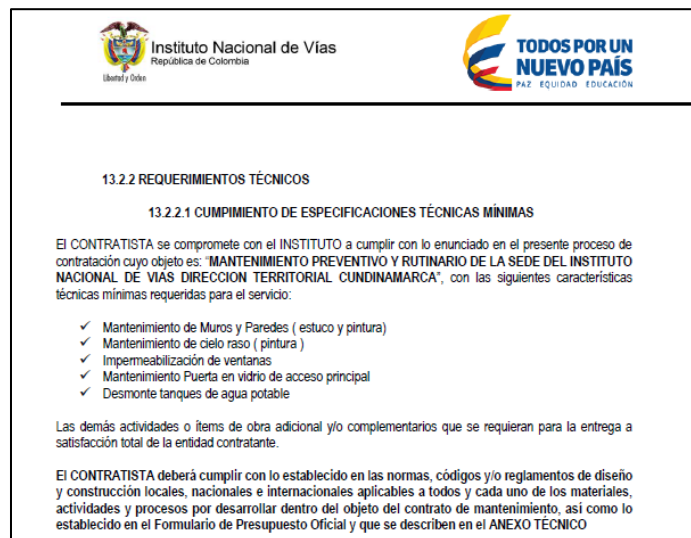 Instituto Nacional de Vías
República de Colombia
Libertad y Orden
TODOS POR UN
NUEVO PAÍS
PAZ EQUIDAD EDUCACIÓN
13.2.2 REQUERIMIENTOS TÉCNICOS
13.2.2.1 CUMPIMIENTO DE ESPECIFICACIONES TÉCNICAS MÍNIMAS
El CONTRATISTA se compromete con el INSTITUTO a cumplir con lo enunciado en el presente proceso de
contratación cuyo objeto es: “MANTENIMIENTO PREVENTIVO Y RUTINARIO DE LA SEDE DEL INSTITUTO
NACIONAL DE VIAS DIRECCION TERRITORIAL CUNDINAMARCA”, con las siguientes características
técnicas mínimas requeridas para el servicio:
✓ Mantenimiento de Muros y Paredes ( estuco y pintura)
✓ Mantenimiento de cielo raso ( pintura )
✓ Impermeabilización de ventanas
✓ Mantenimiento Puerta en vidrio de acceso principal
✓ Desmonte tanques de agua potable
Las demás actividades o ítems de obra adicional y/o complementarios que se requieran para la entrega a
satisfacción total de la entidad contratante.
El CONTRATISTA deberá cumplir con lo establecido en las normas, códigos y/o reglamentos de diseño
y construcción locales, nacionales e internacionales aplicables a todos y cada uno de los materiales,
actividades y procesos por desarrollar dentro del objeto del contrato de mantenimiento, así como lo
establecido en el Formulario de Presupuesto Oficial y que se describen en el ANEXO TÉCNICO